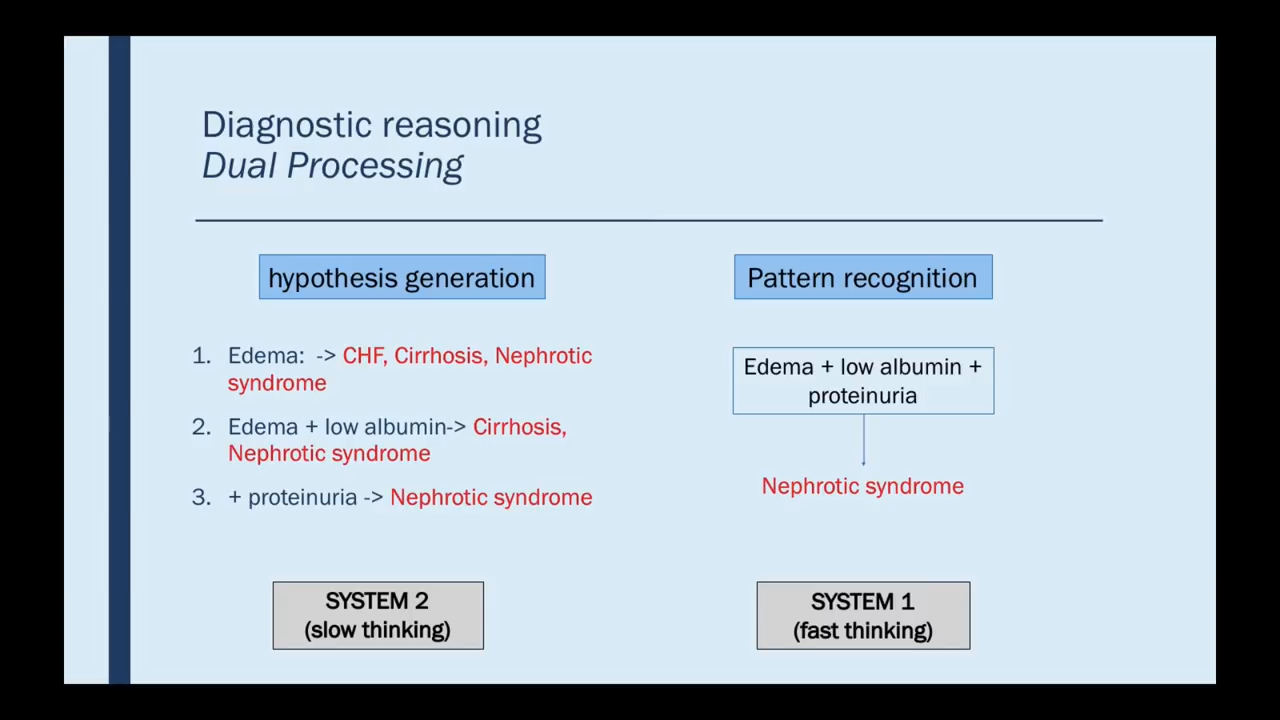 Diagnostic reasoning
Dual Processing
hypothesis generation
1. Edema:  -> CHF, Cirrhosis, Nephrotic
syndrome
2. Edema + low albumin-> Cirrhosis,
Nephrotic syndrome
3. + proteinuria -> Nephrotic syndrome
SYSTEM 2
(slow thinking)
Pattern recognition
Edema + low albumin +
proteinuria
Nephrotic syndrome
SYSTEM 1
(fast thinking)